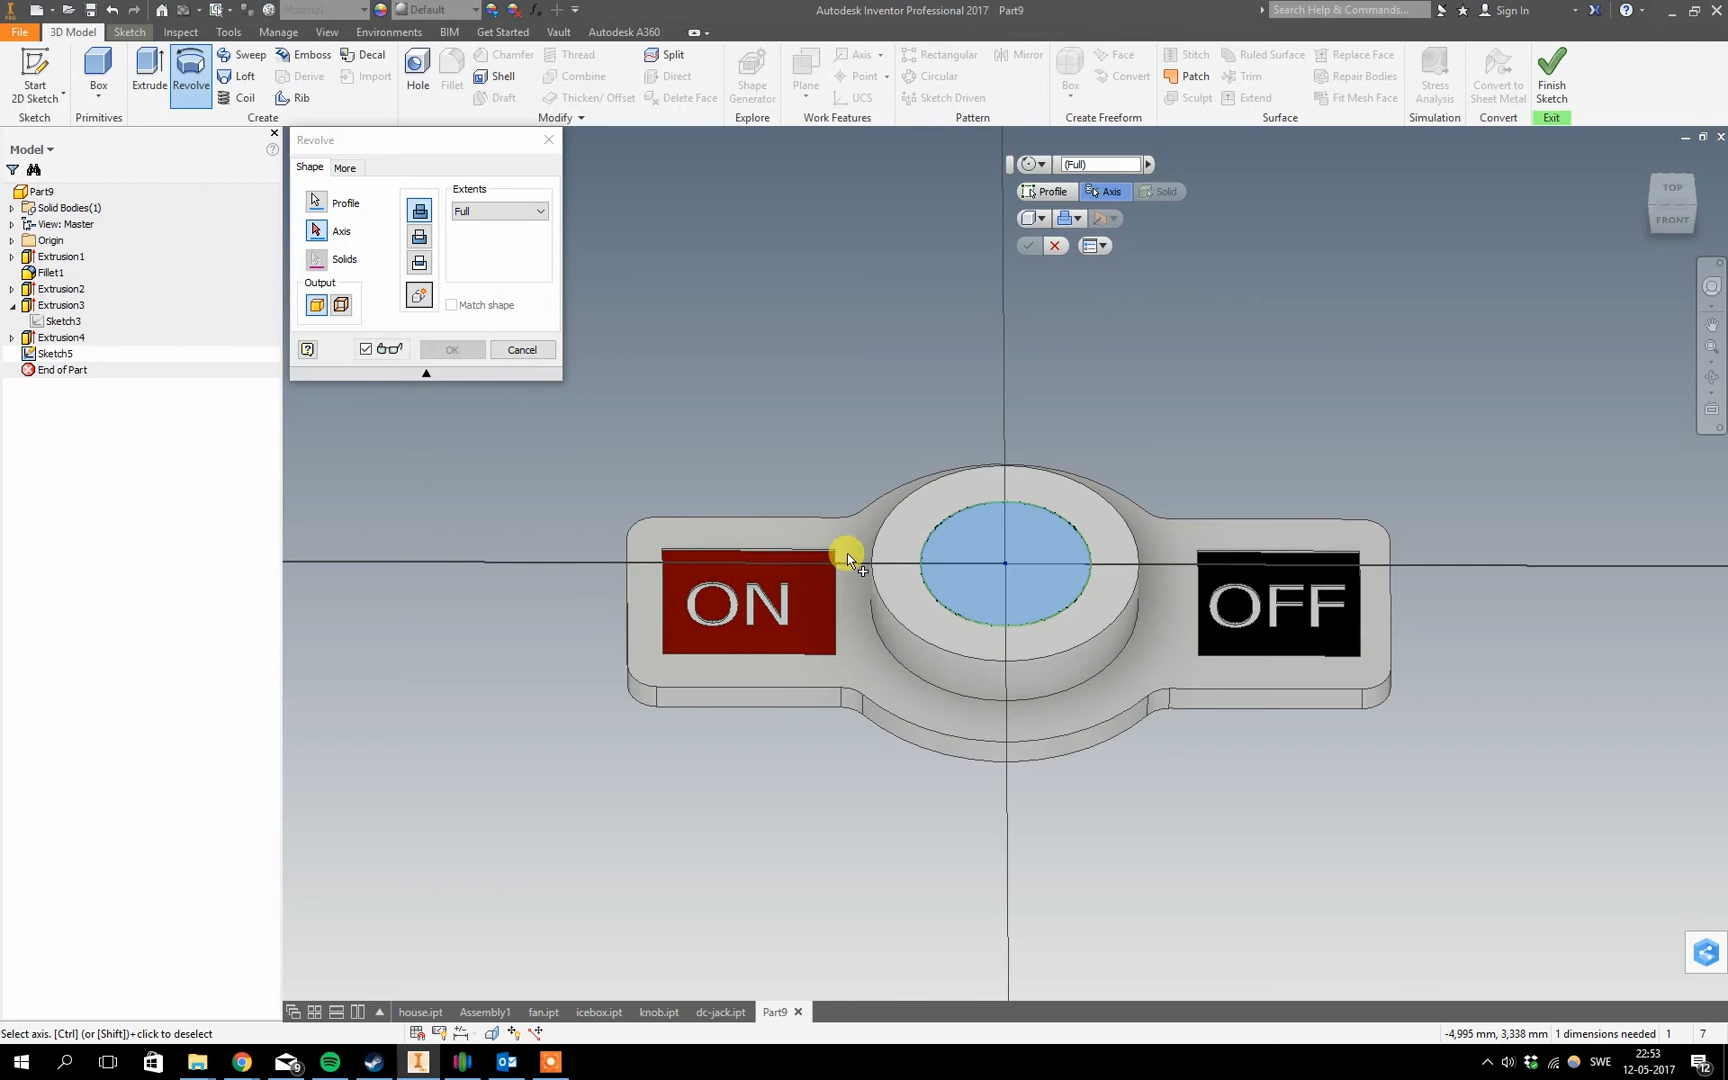 Material
Default
Autodesk Inventor Professional 2017 Part9
Search Help & Commands...
Sign In
File
3D Model
Sketch
Inspect
Tools
Manage
View
Environments
BIM
Get Started
Vault
Autodesk A360
Start
2D Sketch
Box
Extrude
Revolve
Sweep
Loft
Coil
Emboss
Derive
Rib
Decal
Import
Hole
Fillet
Chamfer
Shell
Draft
Thread
Combine
Thicken/ Offset
Split
Direct
Delete Face
Shape
Generator
Plane
Axis
Point
UCS
Rectangular
Circular
Sketch Driven
Mirror
Box
Face
Convert
Stitch
Patch
Sculpt
Ruled Surface
Trim
Extend
Replace Face
Repair Bodies
Fit Mesh Face
Stress
Analysis
Convert to
Sheet Metal
Finish
Sketch
Sketch
Primitives
Create
Modify
Explore
Work Features
Pattern
Create Freeform
Surface
Simulation
Convert
Exit
Model
Part9
Solid Bodies(1)
View: Master
Origin
Extrusion1
Fillet1
Extrusion2
Extrusion3
Sketch3
Extrusion4
Sketch5
End of Part
Revolve
Shape
More
Profile
Axis
Solids
Output
Extents
Full
Match shape
OK
Cancel
(Full)
Profile
Axis
Solid
TOP
FRONT
ON
OFF
house.ipt
Assembly1
fan.ipt
icebox.ipt
knob.ipt
dc-jack.ipt
Part9
Select axis. [Ctrl] (or [Shift])+click to deselect
-4,995 mm, 3,338 mm
1 dimensions needed
1
7
9
SWE
22:53
12-05-2017
12